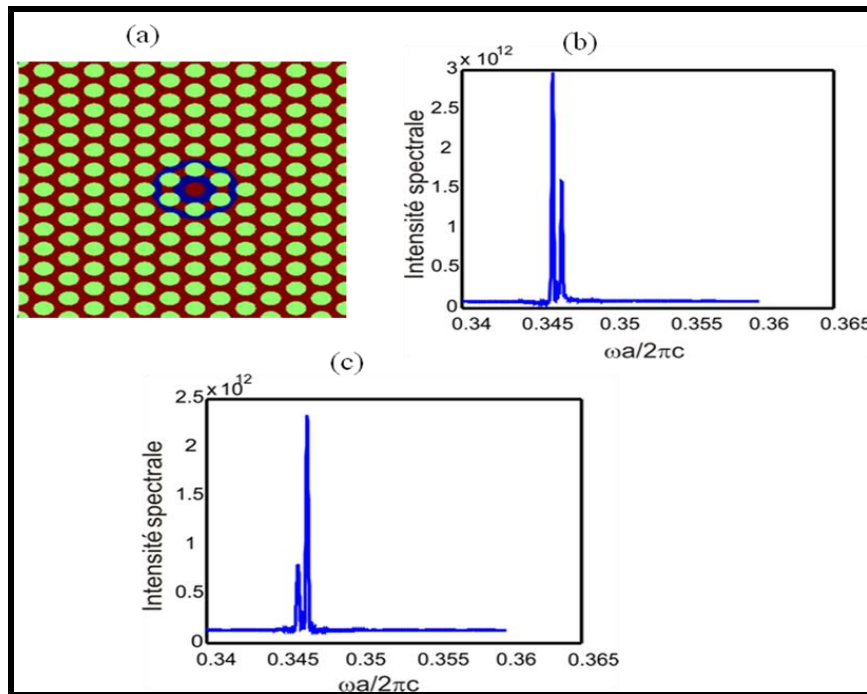 (a)
(b)
3 x 10^12
2.5
2
1.5
1
0.5
0
Intensité spectrale
0.34 0.345 0.35 0.355 0.36 0.365
ωa/2πc
(c)
2.5 x 10^12
2
1.5
1
0.5
0
Intensité spectrale
0.34 0.345 0.35 0.355 0.36 0.365
ωa/2πc